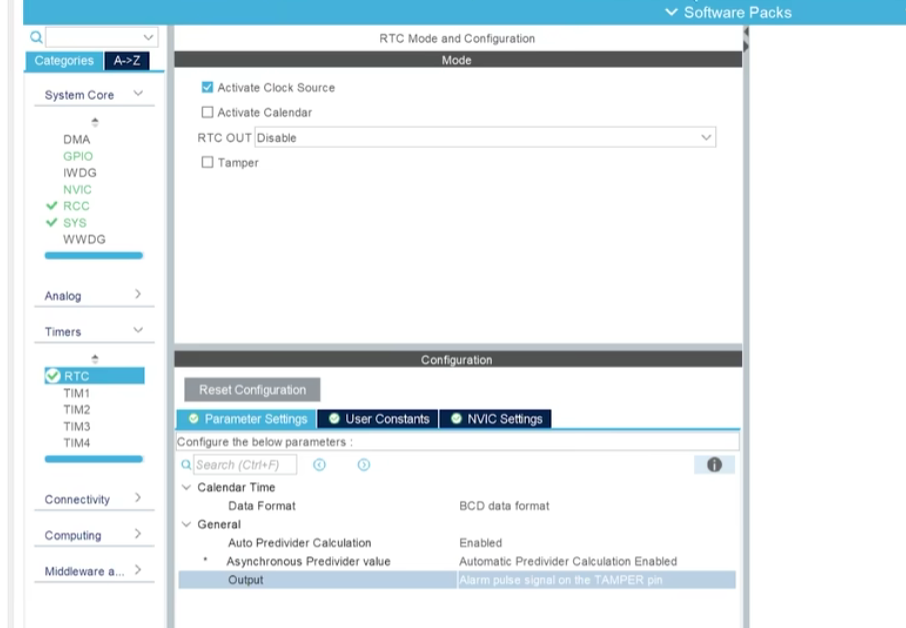 Software Packs
Categories A->Z
System Core
DMA
GPIO
IWDG
NVIC
RCC
SYS
WWDG
Analog
Timers
RTC
TIM1
TIM2
TIM3
TIM4
Connectivity
Computing
Middleware a...
RTC Mode and Configuration
Mode
Activate Clock Source
Activate Calendar
RTC OUT Disable
Tamper
Configuration
Reset Configuration
Parameter Settings User Constants NVIC Settings
Configure the below parameters :
Search (Ctrl+F)
Calendar Time
Data Format BCD data format
General
Auto Predivider Calculation Enabled
* Asynchronous Predivider value Automatic Predivider Calculation Enabled
Output Alarm pulse signal on the TAMPER pin